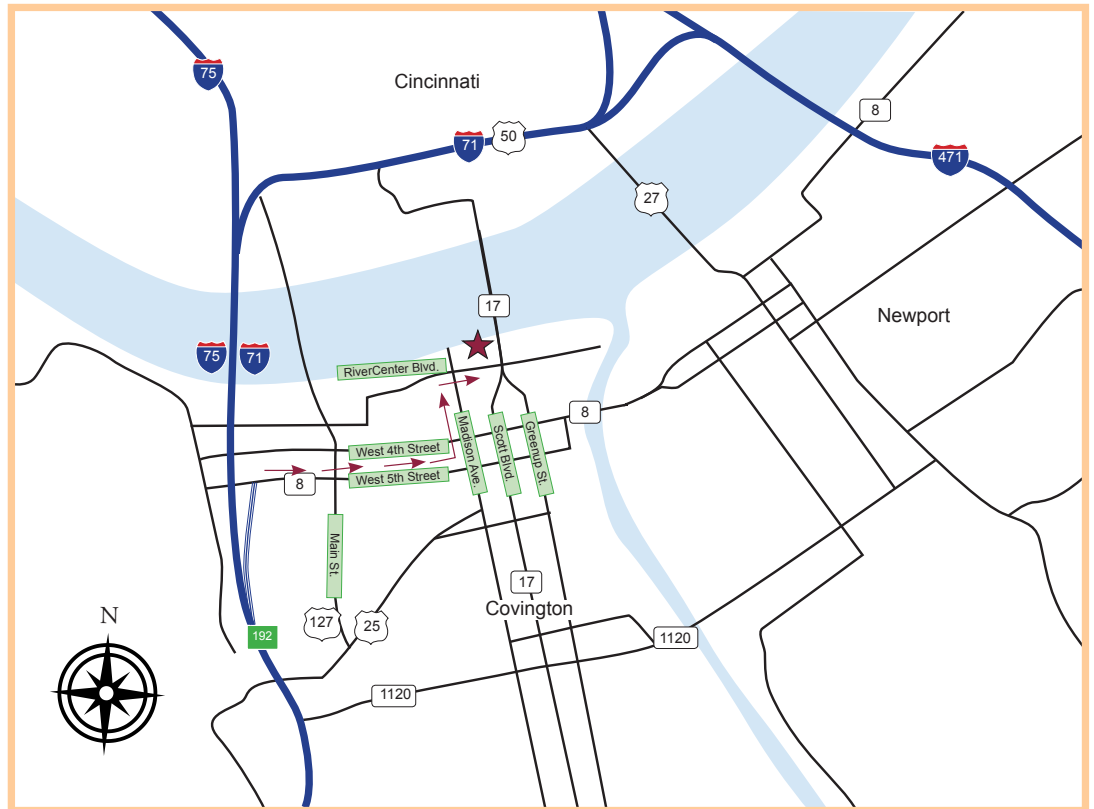 75
Cincinnati
8
50
71
471
27
17
Newport
75
71
RiverCenter Blvd.
8
Madison Ave.
Scott Blvd.
Greenup St.
West 4th Street
West 5th Street
8
Main St.
17
Covington
N
127
25
192
1120
1120